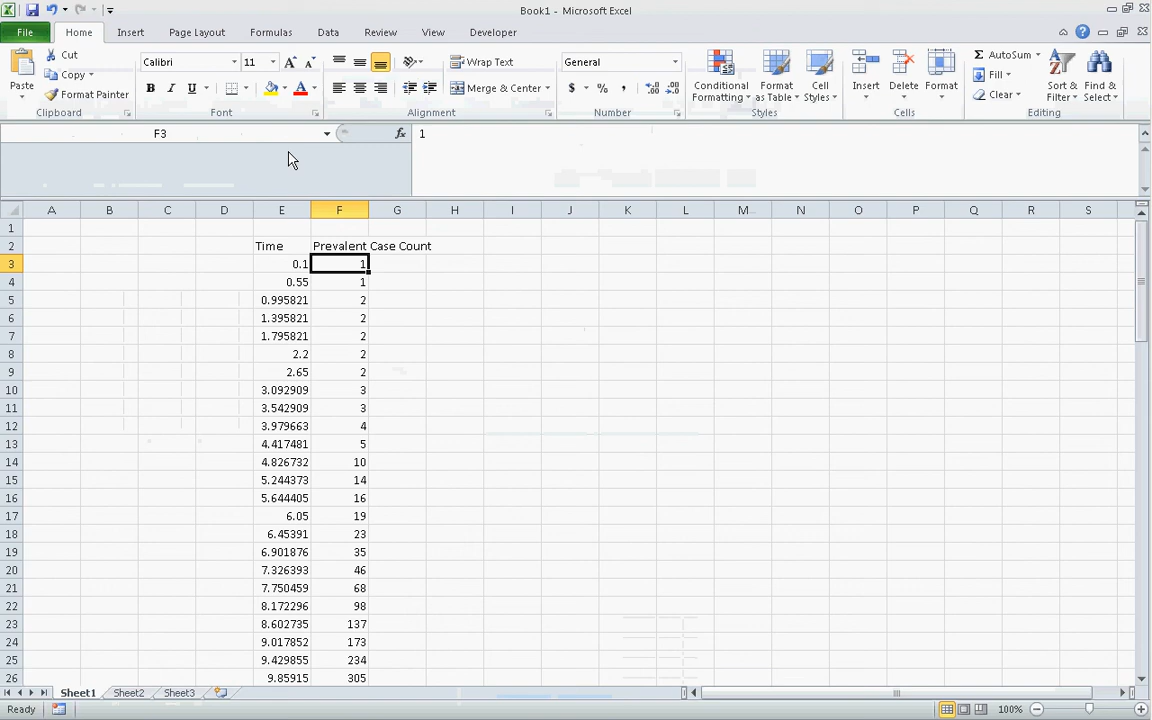 Book1 - Microsoft Excel
File Home Insert Page Layout Formulas Data Review View Developer
Cut
Copy
Format Painter
Paste
Calibri 11
B I U
General
Wrap Text
Merge & Center
Conditional Formatting
Format as Table
Cell Styles
Insert Delete Format
AutoSum
Fill
Clear
Sort & Filter
Find & Select
Clipboard Font Alignment Number Styles Cells Editing
F3 fx 1
A B C D E F G H I J K L M N O P Q R S
1
2 Time Prevalent Case Count
3 0.1 1
4 0.55 1
5 0.995821 2
6 1.395821 2
7 1.795821 2
8 2.2 2
9 2.65 2
10 3.092909 3
11 3.542909 3
12 3.979663 4
13 4.417481 5
14 4.826732 10
15 5.244373 14
16 5.644405 16
17 6.05 19
18 6.45391 23
19 6.901876 35
20 7.326393 46
21 7.750459 68
22 8.172296 98
23 8.602735 137
24 9.017852 173
25 9.429855 234
26 9.85915 305
Sheet1 Sheet2 Sheet3
Ready 100%